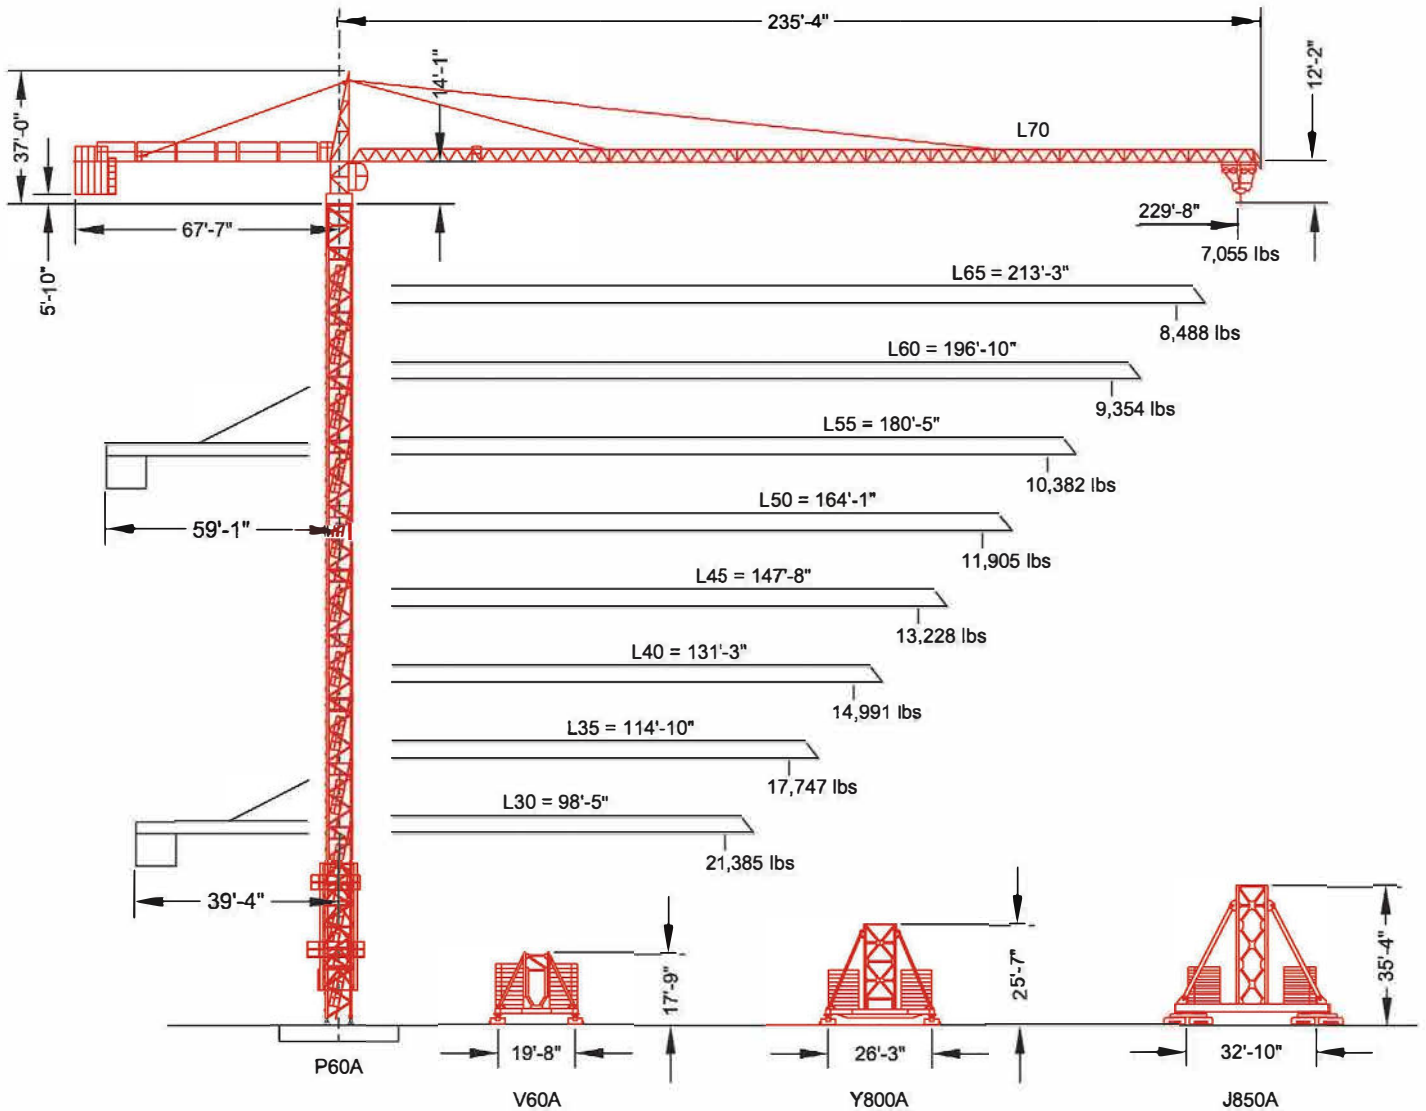 235'-4"
14'-1"
12'-2"
37'-0"
L70
67'-7"
229'-8"
7,055 lbs
5'-10"
L65 = 213'-3"
8,488 lbs
L60 = 196'-10"
9,354 lbs
L55 = 180'-5"
10,382 lbs
59'-1"
L50 = 164'-1"
11,905 lbs
L45 = 147'-8"
13,228 lbs
L40 = 131'-3"
14,991 lbs
L35 = 114'-10"
17,747 lbs
L30 = 98'-5"
21,385 lbs
39'-4"
17'-9"
25'-7"
35'-4"
19'-8"
26'-3"
32'-10"
P60A
V60A
Y800A
J850A